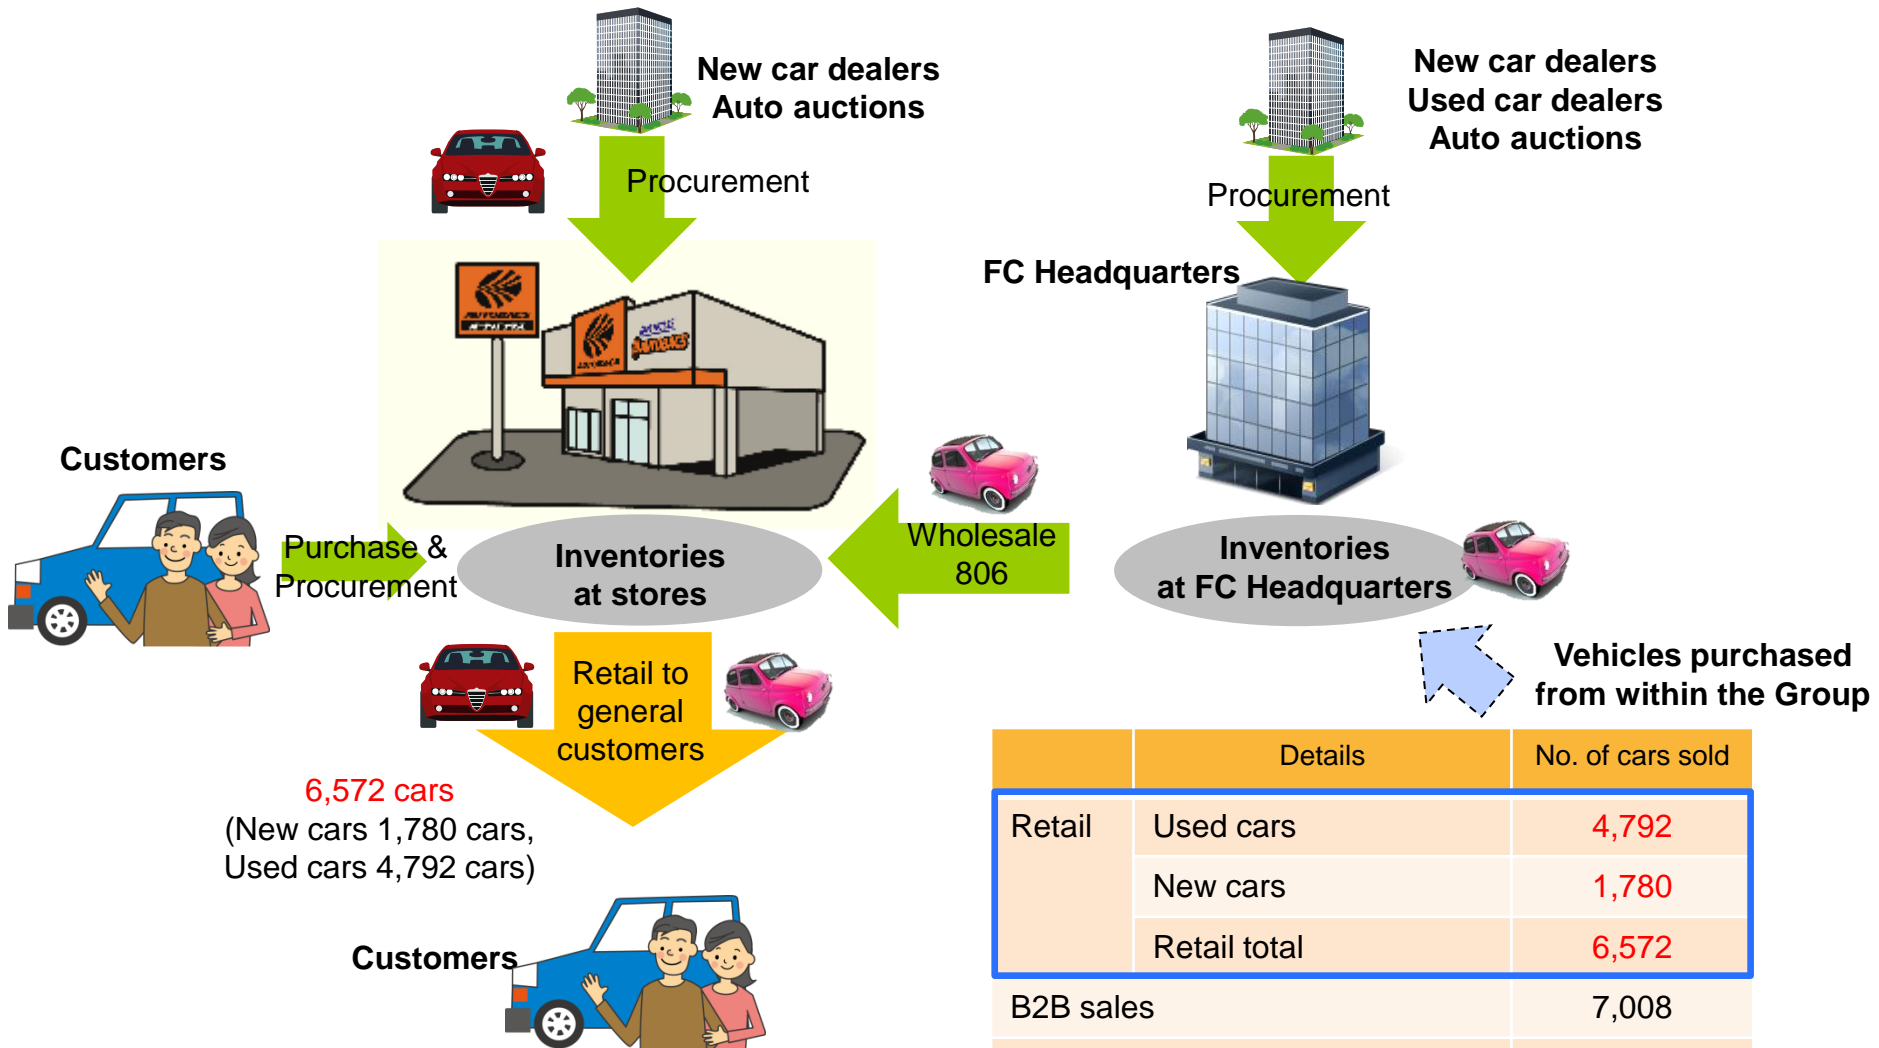 New car dealers
Auto auctions
Procurement
New car dealers
Used car dealers
Auto auctions
Procurement
FC Headquarters
AUTOBACS
Customers
Purchase &
Procurement
Inventories
at stores
Wholesale
806
Inventories
at FC Headquarters
Vehicles purchased
from within the Group
Retail to
general
customers
6,572 cars
(New cars 1,780 cars,
Used cars 4,792 cars)
Customers
Details No. of cars sold
Retail Used cars 4,792
New cars 1,780
Retail total 6,572
B2B sales 7,008